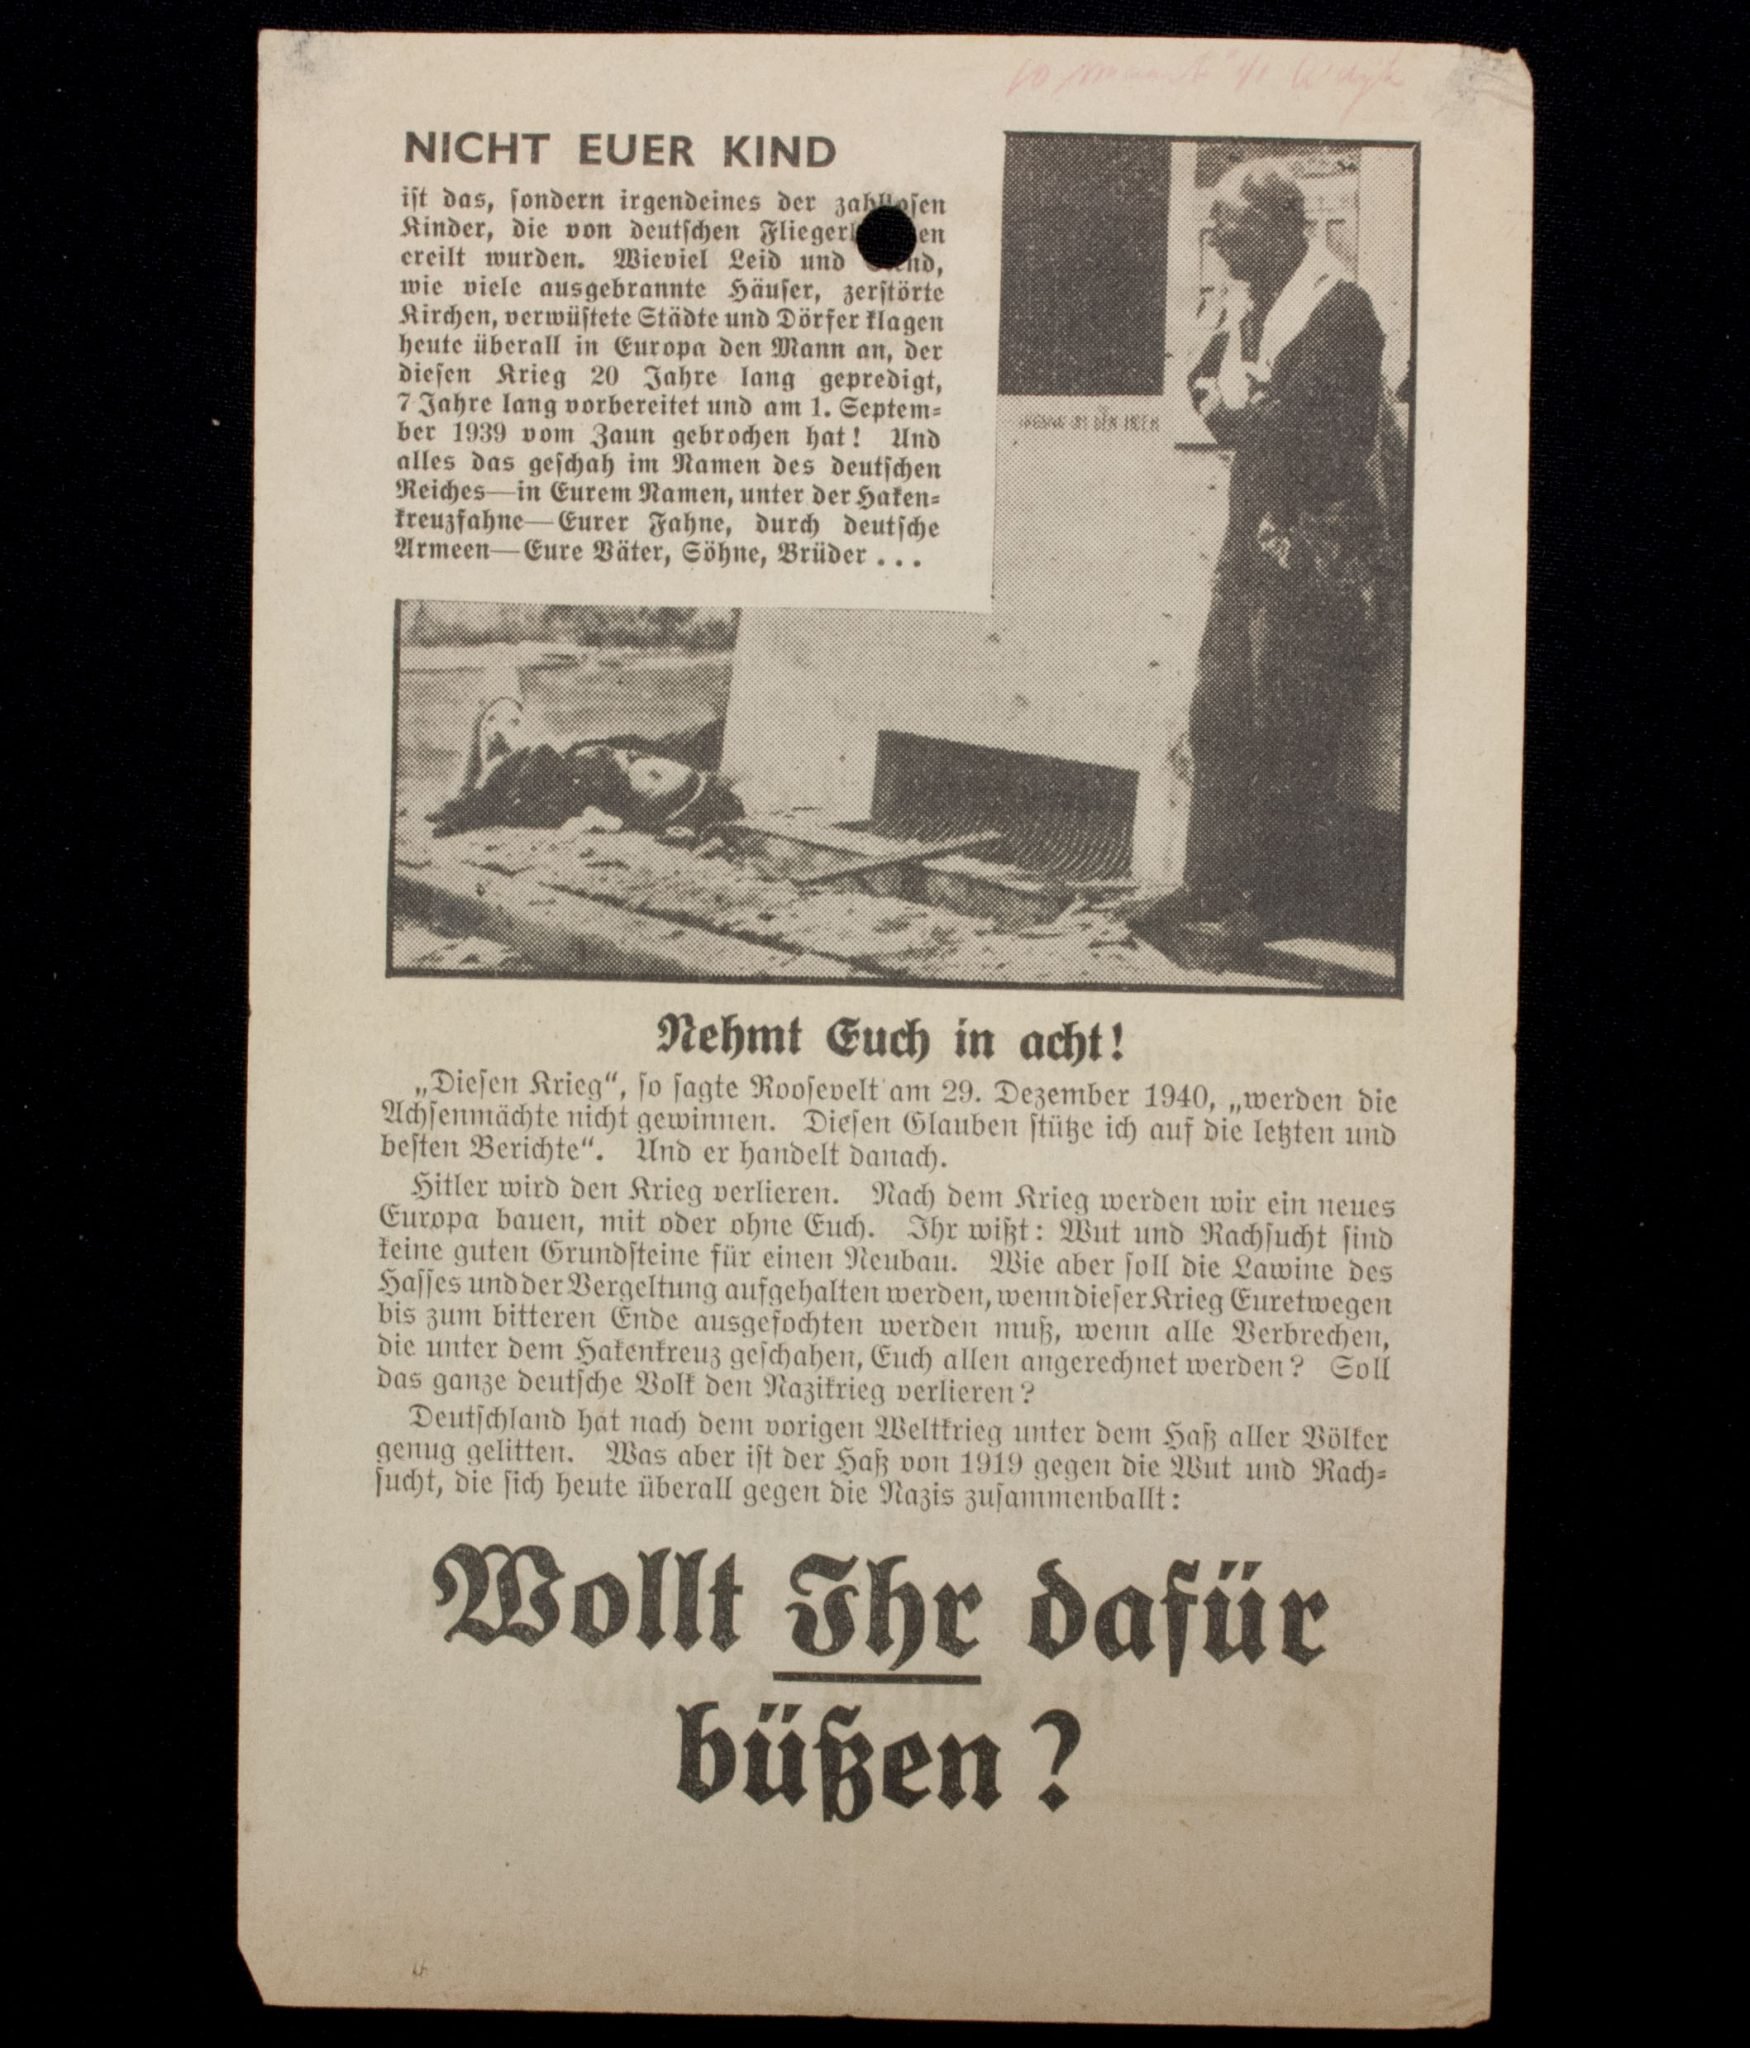 NICHT EUER KIND
ist das, sondern irgendeines der zahllosen
Kinder, die von deutschen
ereilt wurden. Wieviel Leid und
wie viele ausgebrannte Häuser, zerstörte
Kirchen, verwüstete Städte und Dörfer klagen
heute überall in Europa den Mann an, der
diesen Krieg 20 Jahre lang gepredigt,
7 Jahre lang vorbereitet und am 1. Septem-
ber 1939 vom Zaun gebrochen hat! Und
alles das geschah im Namen des deutschen
Reiches—in Eurem Namen, unter der Haken-
kreuzfahne—Eurer Fahne, durch deutsche
Armeen—Eure Väter, Söhne, Brüder . . .
Nehmt Euch in acht!
„Diesen Krieg“, so sagte Roosevelt am 29. Dezember 1940, „werden die
Achsenmächte nicht gewinnen. Diesen Glauben stütze ich auf die letzten und
besten Berichte“. Und er handelt danach.
Hitler wird den Krieg verlieren. Nach dem Krieg werden wir ein neues
Europa bauen, mit oder ohne Euch. Ihr wißt: Wut und Rachsucht sind
keine guten Grundsteine für einen Neubau. Wie aber soll die Lawine des
Hasses und der Vergeltung aufgehalten werden, wenn dieser Krieg Euretwegen
bis zum bitteren Ende ausgefochten werden muß, wenn alle Verbrechen,
die unter dem Hakenkreuz geschahen, Euch allen angerechnet werden? Soll
das ganze deutsche Volk den Nazikrieg verlieren?
Deutschland hat nach dem vorigen Weltkrieg unter dem Haß aller Völker
genug gelitten. Was aber ist der Haß von 1919 gegen die Wut und Rach-
sucht, die sich heute überall gegen die Nazis zusammenballt:
Wollt Ihr dafür
büßen?